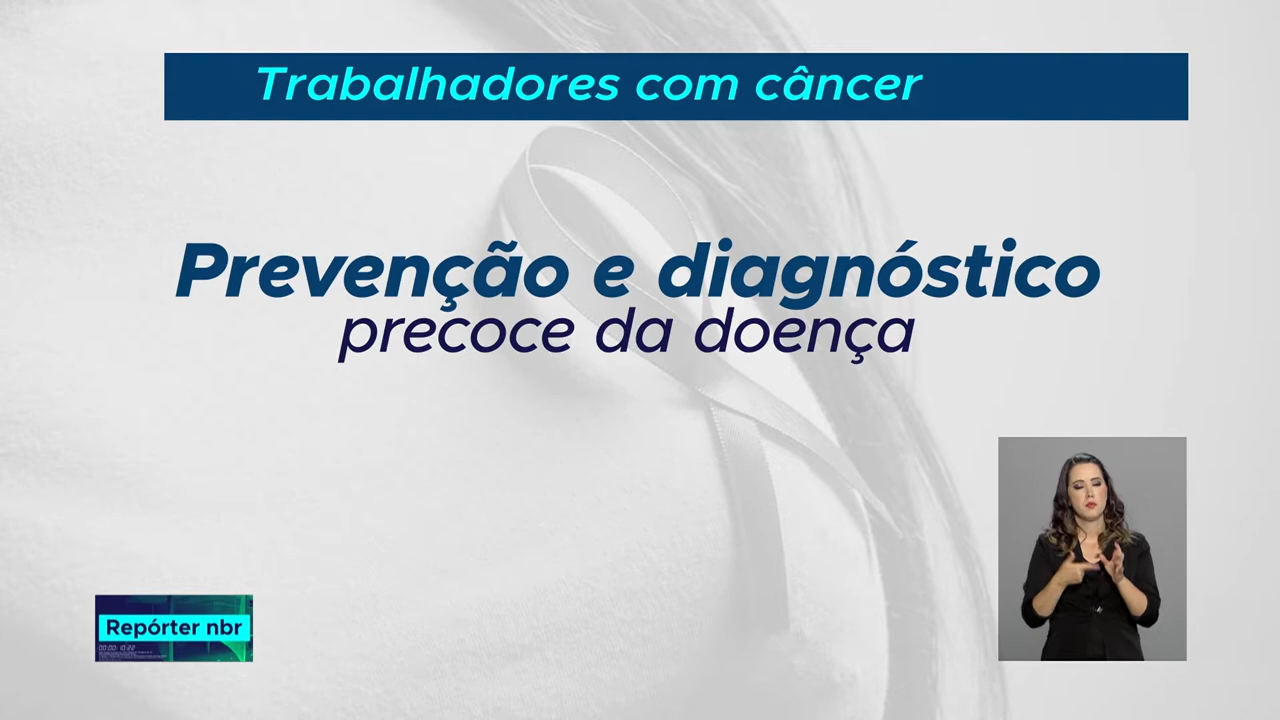 Trabalhadores com câncer
Prevenção e diagnóstico
precoce da doença
Repórter nbr